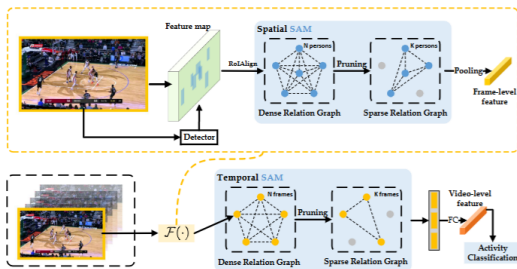 Feature map
Spatial SAM
N persons
K persons
RoIAlign
Pruning
Pooling
Dense Relation Graph
Sparse Relation Graph
Frame-level
feature
Detector
Temporal SAM
N frames
K frames
Pruning
Video-level
feature
F(·)
FC
Dense Relation Graph
Sparse Relation Graph
Activity
Classification